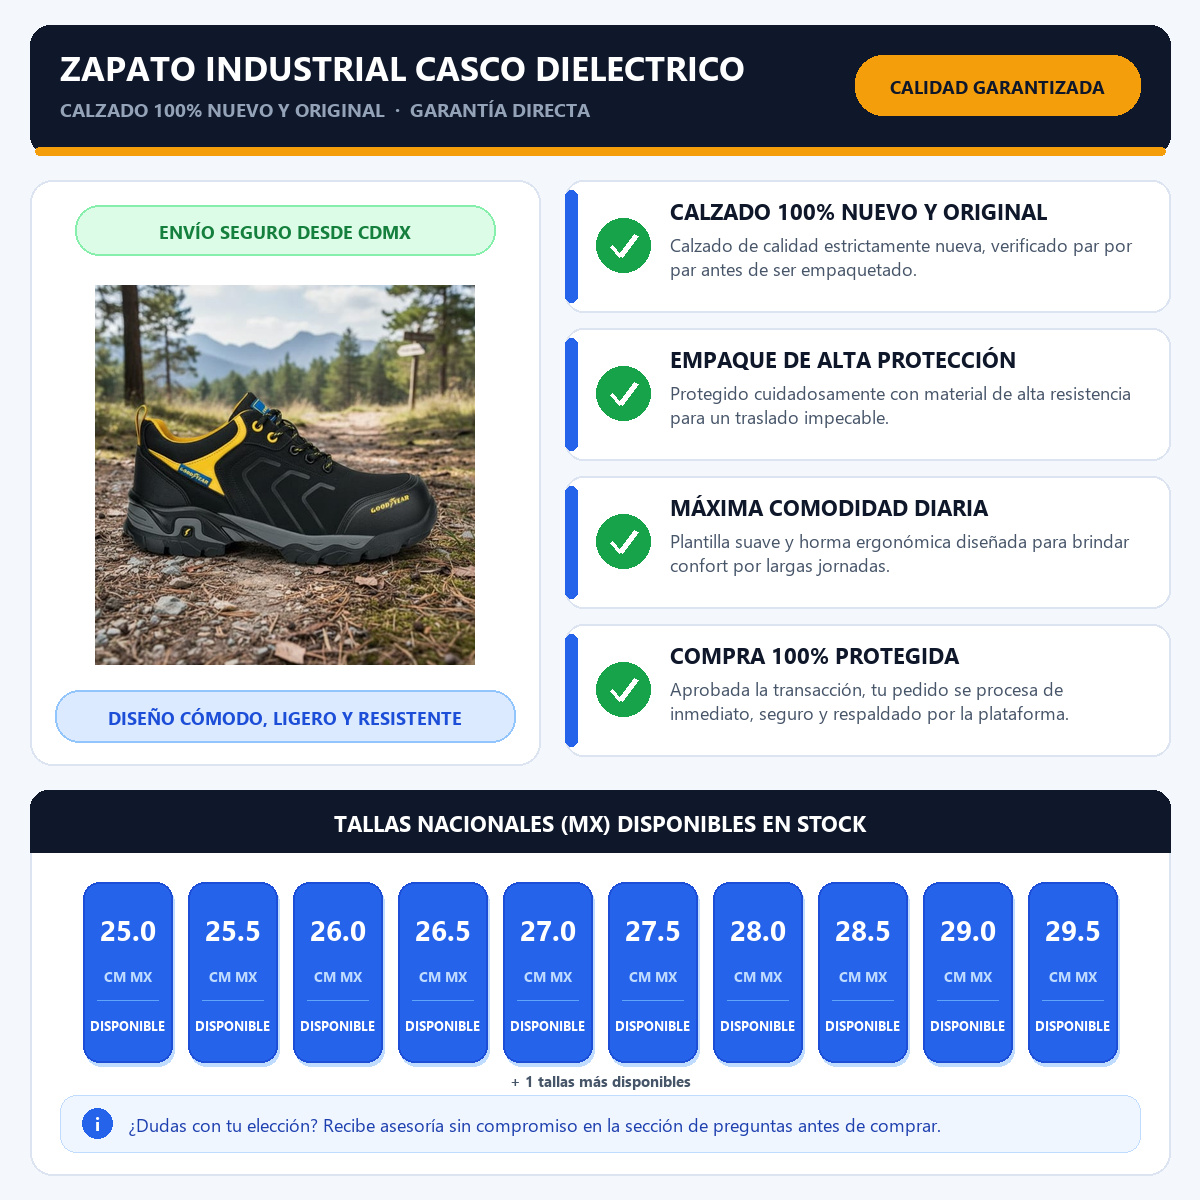 ZAPATO INDUSTRIAL CASCO DIELECTRICO
CALZADO 100% NUEVO Y ORIGINAL · GARANTÍA DIRECTA
CALIDAD GARANTIZADA
ENVÍO SEGURO DESDE CDMX
GOODYEAR
GOODYEAR
DISEÑO CÓMODO, LIGERO Y RESISTENTE
CALZADO 100% NUEVO Y ORIGINAL
Calzado de calidad estrictamente nueva, verificado par por
par antes de ser empaquetado.
EMPAQUE DE ALTA PROTECCIÓN
Protegido cuidadosamente con material de alta resistencia
para un traslado impecable.
MÁXIMA COMODIDAD DIARIA
Plantilla suave y horma ergonómica diseñada para brindar
confort por largas jornadas.
COMPRA 100% PROTEGIDA
Aprobada la transacción, tu pedido se procesa de
inmediato, seguro y respaldado por la plataforma.
TALLAS NACIONALES (MX) DISPONIBLES EN STOCK
25.0 25.5 26.0 26.5 27.0 27.5 28.0 28.5 29.0 29.5
CM MX CM MX CM MX CM MX CM MX CM MX CM MX CM MX CM MX CM MX
DISPONIBLE DISPONIBLE DISPONIBLE DISPONIBLE DISPONIBLE DISPONIBLE DISPONIBLE DISPONIBLE DISPONIBLE DISPONIBLE
+ 1 tallas más disponibles
¿Dudas con tu elección? Recibe asesoría sin compromiso en la sección de preguntas antes de comprar.